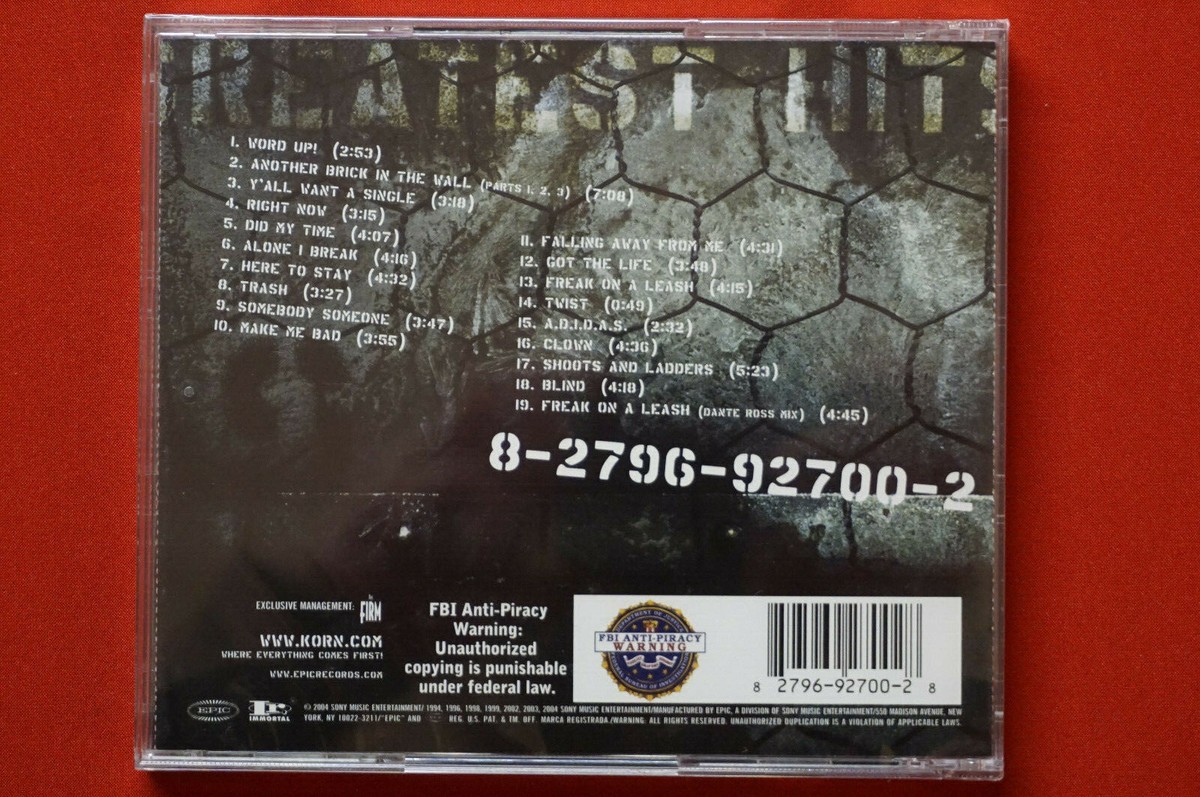 GREATEST HITS
1. WORD UP! (2:53)
2. ANOTHER BRICK IN THE WALL (PARTS 1, 2, 3) (7:08)
3. Y'ALL WANT A SINGLE (3:18)
4. RIGHT NOW (3:15)
5. DID MY TIME (4:07)
6. ALONE I BREAK (4:16)
7. HERE TO STAY (4:32)
8. TRASH (3:27)
9. SOMEBODY SOMEONE (3:47)
10. MAKE ME BAD (3:55)
11. FALLING AWAY FROM ME (4:31)
12. GOT THE LIFE (3:48)
13. FREAK ON A LEASH (4:15)
14. TWIST (0:49)
15. A.D.I.D.A.S. (2:32)
16. CLOWN (4:36)
17. SHOOTS AND LADDERS (5:23)
18. BLIND (4:18)
19. FREAK ON A LEASH (DANTE ROSS MIX) (4:45)
8-2796-92700-2
EXCLUSIVE MANAGEMENT: the FIRM
WWW.KORN.COM
WHERE EVERYTHING COMES FIRST!
WWW.EPICRECORDS.COM
FBI Anti-Piracy
Warning:
Unauthorized
copying is punishable
under federal law.
DEPARTMENT OF JUSTICE
FBI ANTI-PIRACY
WARNING
FEDERAL BUREAU OF INVESTIGATION
8 2796-92700-2 8
EPIC
IMMORTAL
© 2004 SONY MUSIC ENTERTAINMENT/ 1994, 1996, 1998, 1999, 2002, 2003, 2004 SONY MUSIC ENTERTAINMENT/MANUFACTURED BY EPIC, A DIVISION OF SONY MUSIC ENTERTAINMENT/550 MADISON AVENUE, NEW
YORK, NY 10022-3211/"EPIC" AND REG. U.S. PAT. & TM. OFF. MARCA REGISTRADA./WARNING: ALL RIGHTS RESERVED. UNAUTHORIZED DUPLICATION IS A VIOLATION OF APPLICABLE LAWS.